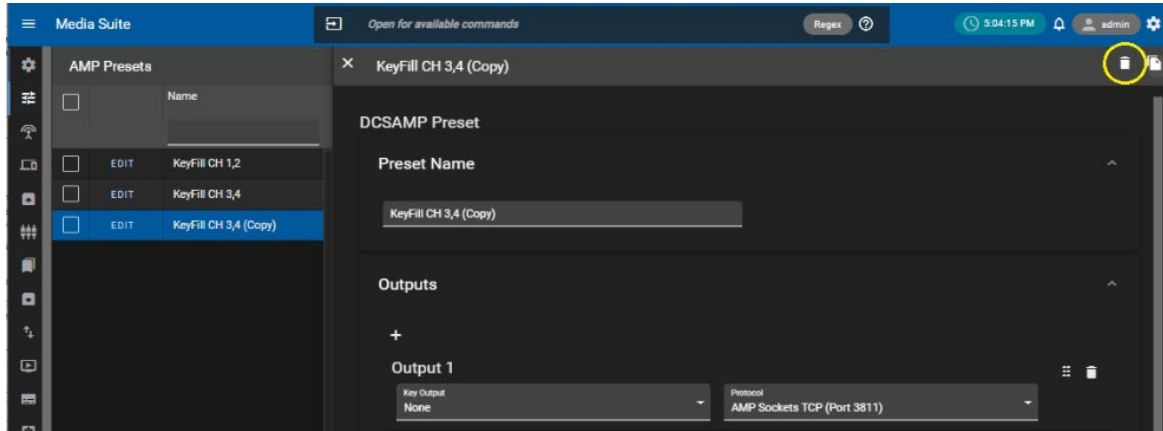 Media Suite
Open for available commands
Regex
5:04:15 PM
admin
AMP Presets
KeyFill CH 3,4 (Copy)
Name
DCSAMP Preset
Preset Name
EDIT KeyFill CH 1,2
EDIT KeyFill CH 3,4
EDIT KeyFill CH 3,4 (Copy)
KeyFill CH 3,4 (Copy)
Outputs
Output 1
Key Output
None
Protocol
AMP Sockets TCP (Port 3811)